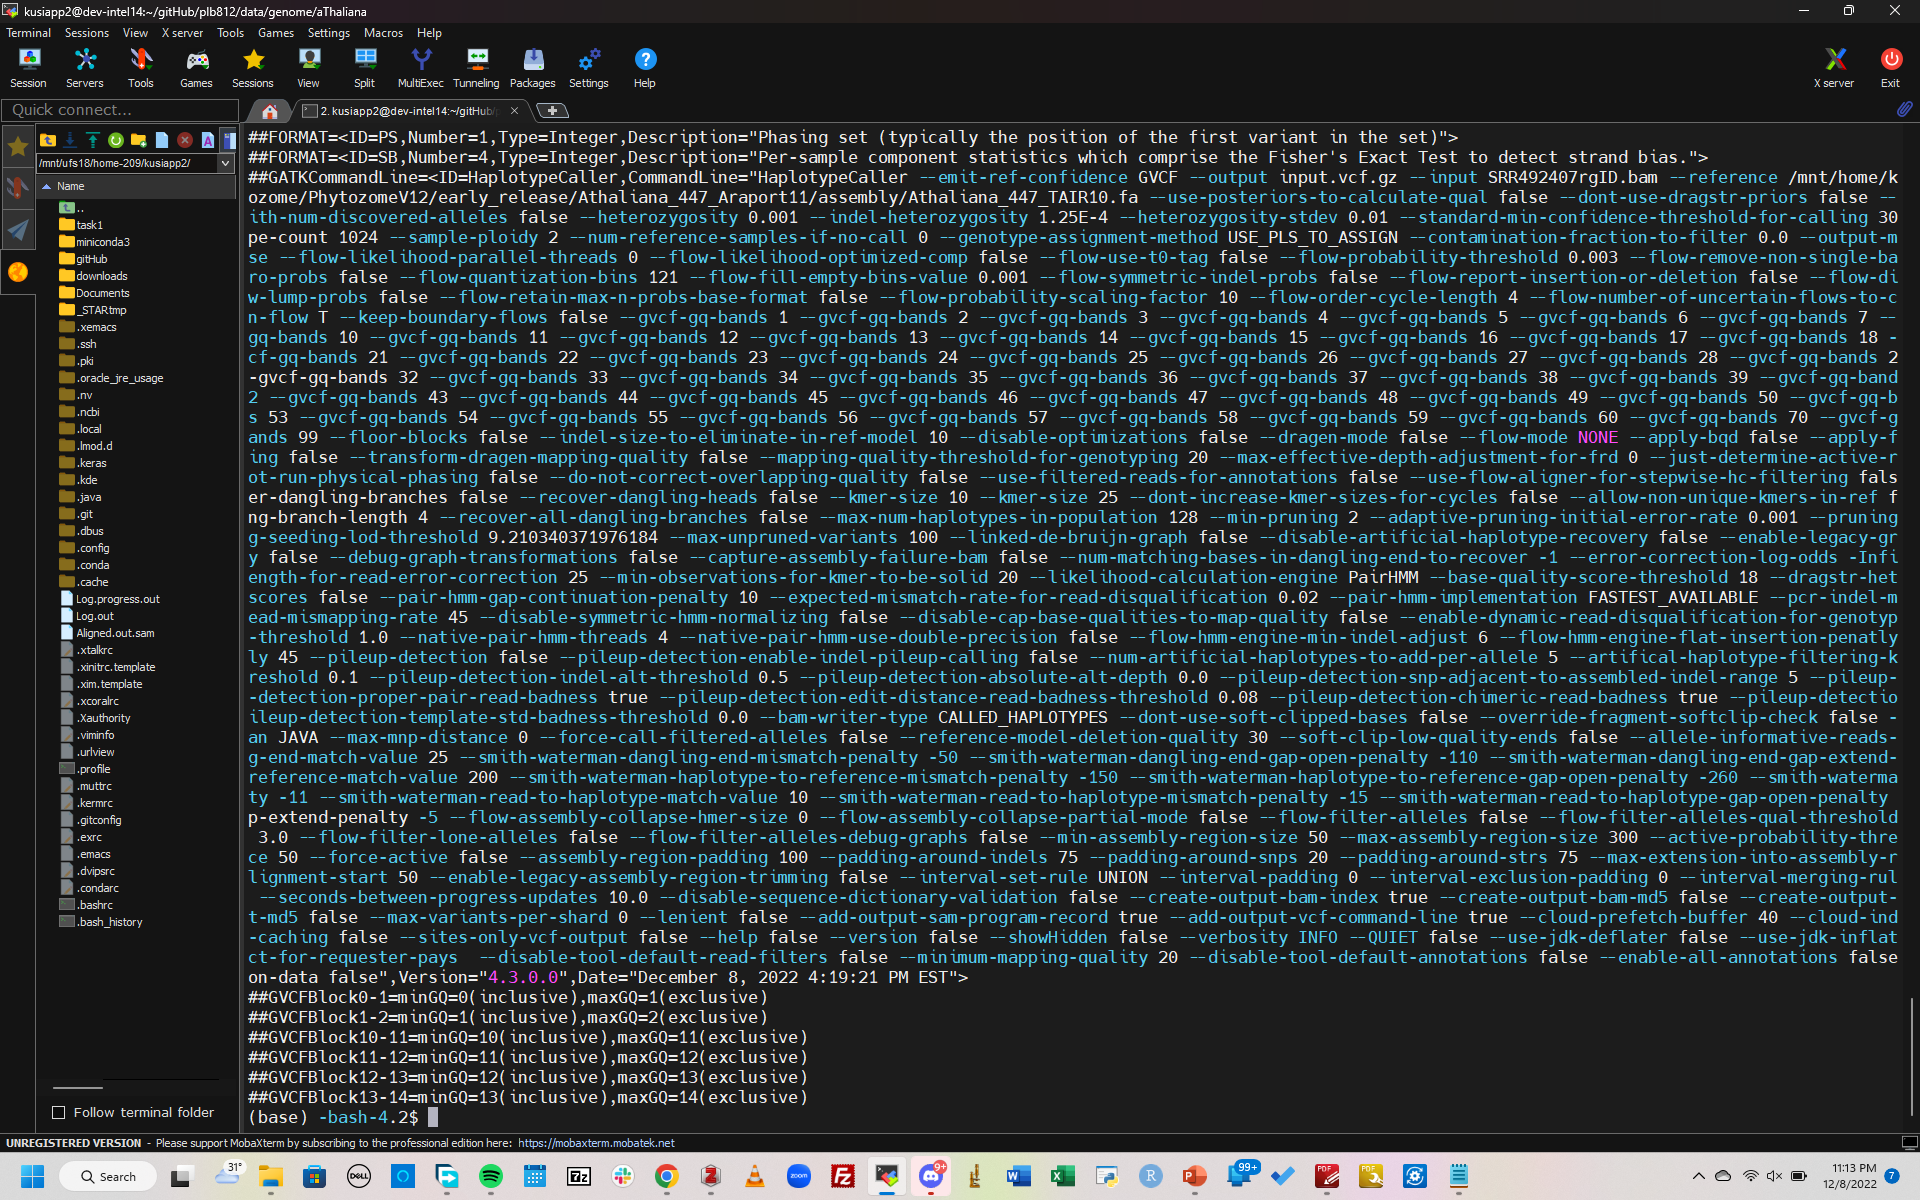 kusiapp2@dev-intel14:~/gitHub/plb812/data/genome/aThaliana
Terminal Sessions View X server Tools Games Settings Macros Help
Session Servers Tools Games Sessions View Split MultiExec Tunneling Packages Settings Help X server Exit
Quick connect...
2. kusiapp2@dev-intel14:~/gitHub/p
/mnt/ufs18/home-209/kusiapp2/
Name
..
task1
miniconda3
gitHub
downloads
Documents
_STARtmp
.xemacs
.ssh
.pki
.oracle_jre_usage
.nv
.ncbi
.local
.lmod.d
.keras
.kde
.java
.git
.dbus
.config
.conda
.cache
Log.progress.out
Log.out
Aligned.out.sam
.xtalkrc
.xinitrc.template
.xim.template
.xcoralrc
.Xauthority
.viminfo
.urlview
.profile
.muttrc
.kermrc
.gitconfig
.exrc
.emacs
.dvipsrc
.condarc
.bashrc
.bash_history
Follow terminal folder
##FORMAT=<ID=PS,Number=1,Type=Integer,Description="Phasing set (typically the position of the first variant in the set)">
##FORMAT=<ID=SB,Number=4,Type=Integer,Description="Per-sample component statistics which comprise the Fisher's Exact Test to detect strand bias.">
##GATKCommandLine=<ID=HaplotypeCaller,CommandLine="HaplotypeCaller --emit-ref-confidence GVCF --output input.vcf.gz --input SRR492407rgID.bam --reference /mnt/home/k
ozome/PhytozomeV12/early_release/Athaliana_447_Araport11/assembly/Athaliana_447_TAIR10.fa --use-posteriors-to-calculate-qual false --dont-use-dragstr-priors false --
ith-num-discovered-alleles false --heterozygosity 0.001 --indel-heterozygosity 1.25E-4 --heterozygosity-stdev 0.01 --standard-min-confidence-threshold-for-calling 30
pe-count 1024 --sample-ploidy 2 --num-reference-samples-if-no-call 0 --genotype-assignment-method USE_PLS_TO_ASSIGN --contamination-fraction-to-filter 0.0 --output-m
se --flow-likelihood-parallel-threads 0 --flow-likelihood-optimized-comp false --flow-use-t0-tag false --flow-probability-threshold 0.003 --flow-remove-non-single-ba
ro-probs false --flow-quantization-bins 121 --flow-fill-empty-bins-value 0.001 --flow-symmetric-indel-probs false --flow-report-insertion-or-deletion false --flow-di
w-lump-probs false --flow-retain-max-n-probs-base-format false --flow-probability-scaling-factor 10 --flow-order-cycle-length 4 --flow-number-of-uncertain-flows-to-c
n-flow T --keep-boundary-flows false --gvcf-gq-bands 1 --gvcf-gq-bands 2 --gvcf-gq-bands 3 --gvcf-gq-bands 4 --gvcf-gq-bands 5 --gvcf-gq-bands 6 --gvcf-gq-bands 7 --
gq-bands 10 --gvcf-gq-bands 11 --gvcf-gq-bands 12 --gvcf-gq-bands 13 --gvcf-gq-bands 14 --gvcf-gq-bands 15 --gvcf-gq-bands 16 --gvcf-gq-bands 17 --gvcf-gq-bands 18 -
cf-gq-bands 21 --gvcf-gq-bands 22 --gvcf-gq-bands 23 --gvcf-gq-bands 24 --gvcf-gq-bands 25 --gvcf-gq-bands 26 --gvcf-gq-bands 27 --gvcf-gq-bands 28 --gvcf-gq-bands 2
-gvcf-gq-bands 32 --gvcf-gq-bands 33 --gvcf-gq-bands 34 --gvcf-gq-bands 35 --gvcf-gq-bands 36 --gvcf-gq-bands 37 --gvcf-gq-bands 38 --gvcf-gq-bands 39 --gvcf-gq-band
2 --gvcf-gq-bands 43 --gvcf-gq-bands 44 --gvcf-gq-bands 45 --gvcf-gq-bands 46 --gvcf-gq-bands 47 --gvcf-gq-bands 48 --gvcf-gq-bands 49 --gvcf-gq-bands 50 --gvcf-gq-b
s 53 --gvcf-gq-bands 54 --gvcf-gq-bands 55 --gvcf-gq-bands 56 --gvcf-gq-bands 57 --gvcf-gq-bands 58 --gvcf-gq-bands 59 --gvcf-gq-bands 60 --gvcf-gq-bands 70 --gvcf-g
ands 99 --floor-blocks false --indel-size-to-eliminate-in-ref-model 10 --disable-optimizations false --dragen-mode false --flow-mode NONE --apply-bqd false --apply-f
ing false --transform-dragen-mapping-quality false --mapping-quality-threshold-for-genotyping 20 --max-effective-depth-adjustment-for-frd 0 --just-determine-active-r
ot-run-physical-phasing false --do-not-correct-overlapping-quality false --use-filtered-reads-for-annotations false --use-flow-aligner-for-stepwise-hc-filtering fals
er-dangling-branches false --recover-dangling-heads false --kmer-size 10 --kmer-size 25 --dont-increase-kmer-sizes-for-cycles false --allow-non-unique-kmers-in-ref f
ng-branch-length 4 --recover-all-dangling-branches false --max-num-haplotypes-in-population 128 --min-pruning 2 --adaptive-pruning-initial-error-rate 0.001 --pruning
g-seeding-lod-threshold 9.210340371976184 --max-unpruned-variants 100 --linked-de-bruijn-graph false --disable-artificial-haplotype-recovery false --enable-legacy-gr
y false --debug-graph-transformations false --capture-assembly-failure-bam false --num-matching-bases-in-dangling-end-to-recover -1 --error-correction-log-odds -Infi
ength-for-read-error-correction 25 --min-observations-for-kmer-to-be-solid 20 --likelihood-calculation-engine PairHMM --base-quality-score-threshold 18 --dragstr-het
scores false --pair-hmm-gap-continuation-penalty 10 --expected-mismatch-rate-for-read-disqualification 0.02 --pair-hmm-implementation FASTEST_AVAILABLE --pcr-indel-m
ead-mismapping-rate 45 --disable-symmetric-hmm-normalizing false --disable-cap-base-qualities-to-map-quality false --enable-dynamic-read-disqualification-for-genotyp
-threshold 1.0 --native-pair-hmm-threads 4 --native-pair-hmm-use-double-precision false --flow-hmm-engine-min-indel-adjust 6 --flow-hmm-engine-flat-insertion-penatly
ly 45 --pileup-detection false --pileup-detection-enable-indel-pileup-calling false --num-artificial-haplotypes-to-add-per-allele 5 --artifical-haplotype-filtering-k
reshold 0.1 --pileup-detection-indel-alt-threshold 0.5 --pileup-detection-absolute-alt-depth 0.0 --pileup-detection-snp-adjacent-to-assembled-indel-range 5 --pileup-
-detection-proper-pair-read-badness true --pileup-detection-edit-distance-read-badness-threshold 0.08 --pileup-detection-chimeric-read-badness true --pileup-detectio
ileup-detection-template-std-badness-threshold 0.0 --bam-writer-type CALLED_HAPLOTYPES --dont-use-soft-clipped-bases false --override-fragment-softclip-check false -
an JAVA --max-mnp-distance 0 --force-call-filtered-alleles false --reference-model-deletion-quality 30 --soft-clip-low-quality-ends false --allele-informative-reads-
g-end-match-value 25 --smith-waterman-dangling-end-mismatch-penalty -50 --smith-waterman-dangling-end-gap-open-penalty -110 --smith-waterman-dangling-end-gap-extend-
reference-match-value 200 --smith-waterman-haplotype-to-reference-mismatch-penalty -150 --smith-waterman-haplotype-to-reference-gap-open-penalty -260 --smith-waterma
ty -11 --smith-waterman-read-to-haplotype-match-value 10 --smith-waterman-read-to-haplotype-mismatch-penalty -15 --smith-waterman-read-to-haplotype-gap-open-penalty
p-extend-penalty -5 --flow-assembly-collapse-hmer-size 0 --flow-assembly-collapse-partial-mode false --flow-filter-alleles false --flow-filter-alleles-qual-threshold
3.0 --flow-filter-lone-alleles false --flow-filter-alleles-debug-graphs false --min-assembly-region-size 50 --max-assembly-region-size 300 --active-probability-thre
ce 50 --force-active false --assembly-region-padding 100 --padding-around-indels 75 --padding-around-snps 20 --padding-around-strs 75 --max-extension-into-assembly-r
lignment-start 50 --enable-legacy-assembly-region-trimming false --interval-set-rule UNION --interval-padding 0 --interval-exclusion-padding 0 --interval-merging-rul
--seconds-between-progress-updates 10.0 --disable-sequence-dictionary-validation false --create-output-bam-index true --create-output-bam-md5 false --create-output-
t-md5 false --max-variants-per-shard 0 --lenient false --add-output-sam-program-record true --add-output-vcf-command-line true --cloud-prefetch-buffer 40 --cloud-ind
-caching false --sites-only-vcf-output false --help false --version false --showHidden false --verbosity INFO --QUIET false --use-jdk-deflater false --use-jdk-inflat
ct-for-requester-pays  --disable-tool-default-read-filters false --minimum-mapping-quality 20 --disable-tool-default-annotations false --enable-all-annotations false
on-data false",Version="4.3.0.0",Date="December 8, 2022 4:19:21 PM EST">
##GVCFBlock0-1=minGQ=0(inclusive),maxGQ=1(exclusive)
##GVCFBlock1-2=minGQ=1(inclusive),maxGQ=2(exclusive)
##GVCFBlock10-11=minGQ=10(inclusive),maxGQ=11(exclusive)
##GVCFBlock11-12=minGQ=11(inclusive),maxGQ=12(exclusive)
##GVCFBlock12-13=minGQ=12(inclusive),maxGQ=13(exclusive)
##GVCFBlock13-14=minGQ=13(inclusive),maxGQ=14(exclusive)
(base) -bash-4.2$
UNREGISTERED VERSION - Please support MobaXterm by subscribing to the professional edition here: https://mobaxterm.mobatek.net
31° Search DELL 7z zoom Fz 9+ W X R P 99+ PDF PDF
11:13 PM
12/8/2022
7